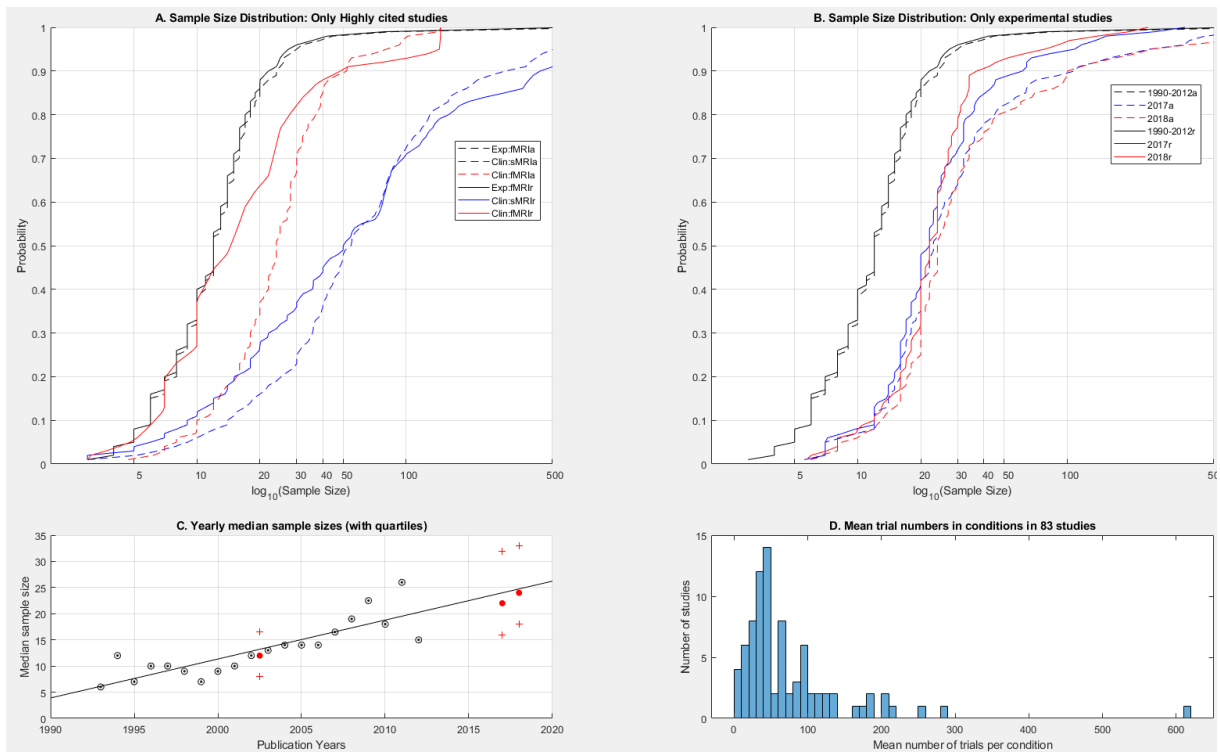 A. Sample Size Distribution: Only Highly cited studies
1
0.9
0.8
0.7
0.6
0.5
0.4
0.3
0.2
0.1
0
Probability
5 10 20 30 40 50 100 500
log10(Sample Size)
Exp:fMRIa
Clin:sMRIa
Clin:fMRIa
Exp:fMRIr
Clin:sMRIr
Clin:fMRIr
B. Sample Size Distribution: Only experimental studies
1
0.9
0.8
0.7
0.6
0.5
0.4
0.3
0.2
0.1
0
Probability
5 10 20 30 40 50 100 500
log10(Sample Size)
1990-2012a
2017a
2018a
1990-2012r
2017r
2018r
C. Yearly median sample sizes (with quartiles)
35
30
25
20
15
10
5
0
Median sample size
1990 1995 2000 2005 2010 2015 2020
Publication Years
D. Mean trial numbers in conditions in 83 studies
15
10
5
0
Number of studies
0 100 200 300 400 500 600
Mean number of trials per condition